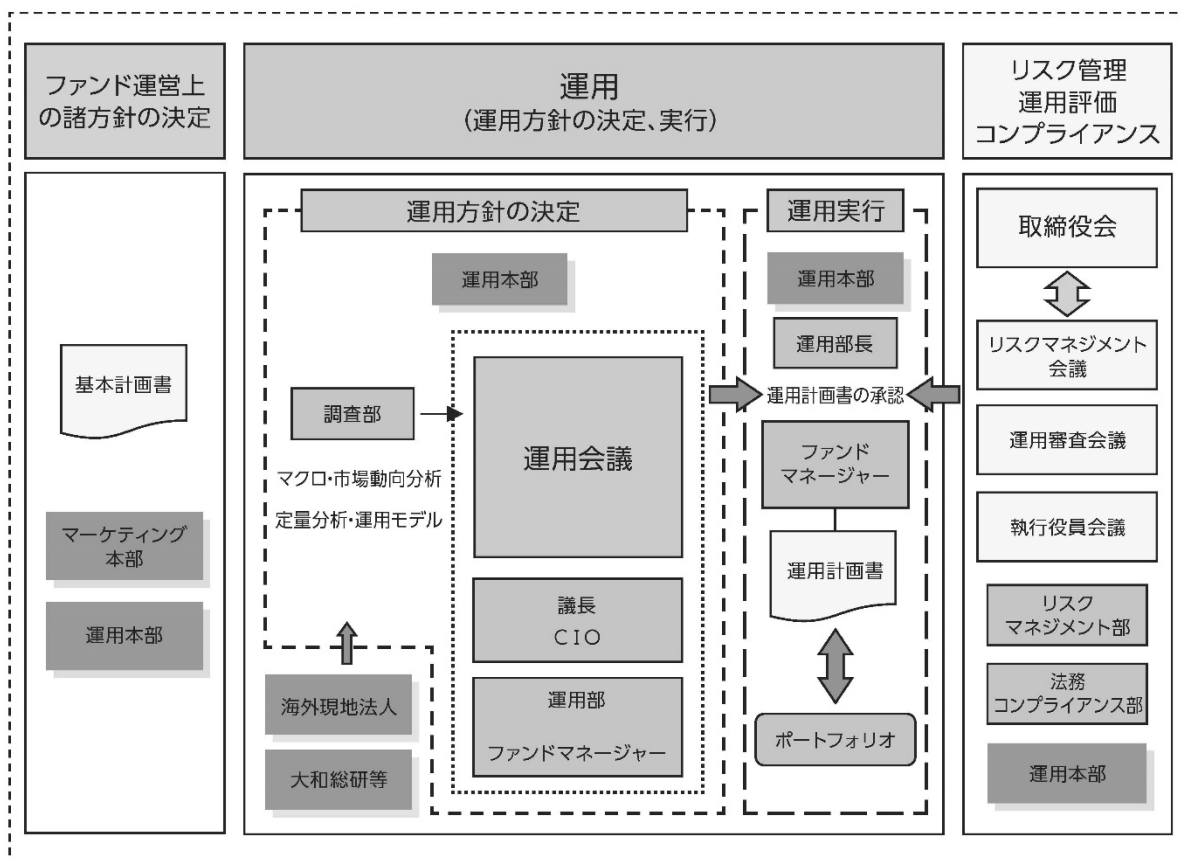 ファンド運営上
の諸方針の決定
運用
(運用方針の決定、実行)
リスク管理
運用評価
コンプライアンス
基本計画書
マーケティング
本部
運用本部
運用方針の決定
運用本部
調査部
マクロ・市場動向分析
定量分析・運用モデル
海外現地法人
大和総研等
運用会議
議長
CIO
運用部
ファンドマネージャー
運用実行
運用本部
運用部長
運用計画書の承認
ファンド
マネージャー
運用計画書
ポートフォリオ
取締役会
リスクマネジメント
会議
運用審査会議
執行役員会議
リスク
マネジメント部
法務
コンプライアンス部
運用本部